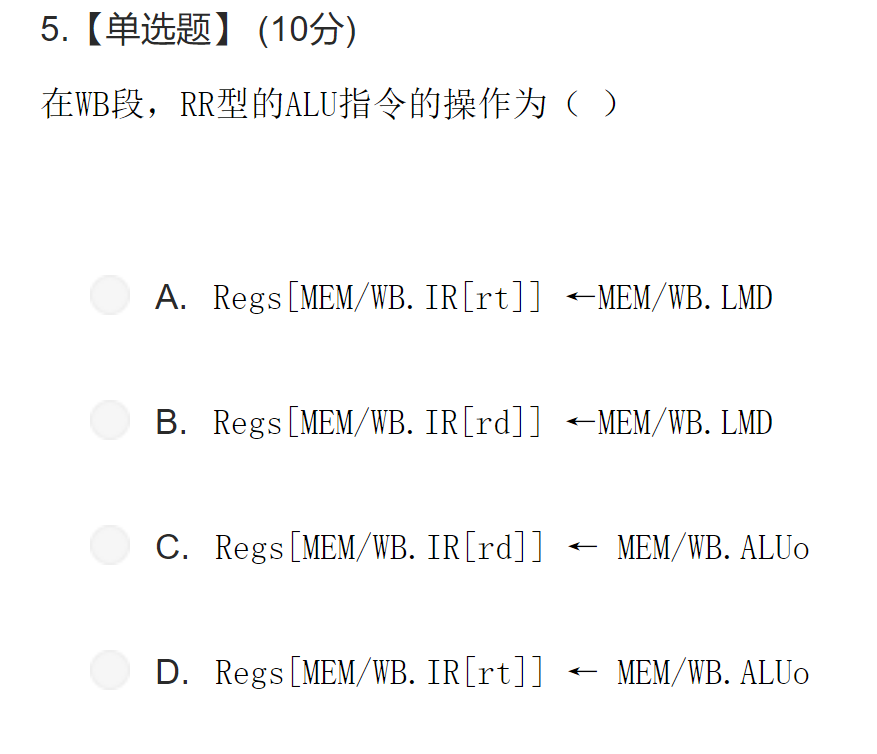 5.【单选题】 (10分)
在WB段，RR型的ALU指令的操作为（ ）
A. Regs[MEM/WB.IR[rt]] ←MEM/WB.LMD
B. Regs[MEM/WB.IR[rd]] ←MEM/WB.LMD
C. Regs[MEM/WB.IR[rd]] ← MEM/WB.ALUo
D. Regs[MEM/WB.IR[rt]] ← MEM/WB.ALUo